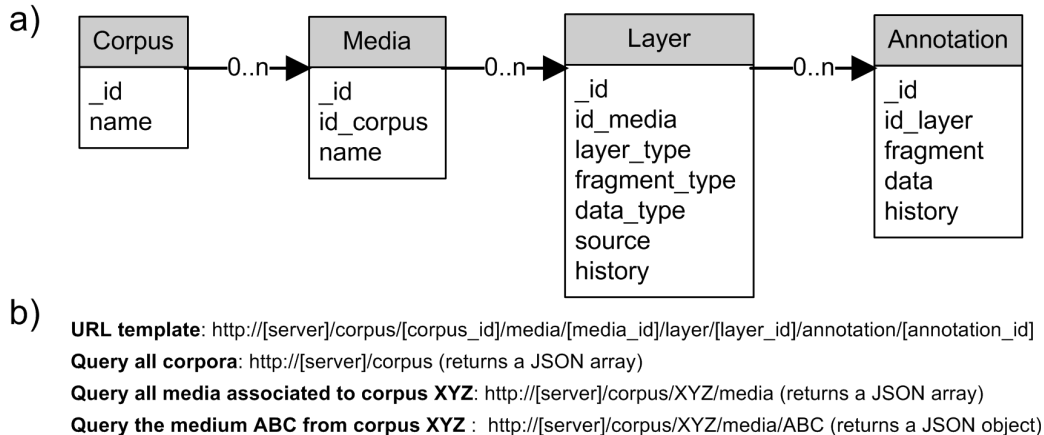 a)
Corpus
_id
name
0..n
Media
_id
id_corpus
name
0..n
Layer
_id
id_media
layer_type
fragment_type
data_type
source
history
0..n
Annotation
_id
id_layer
fragment
data
history
b)
URL template: http://[server]/corpus/[corpus_id]/media/[media_id]/layer/[layer_id]/annotation/[annotation_id]
Query all corpora: http://[server]/corpus (returns a JSON array)
Query all media associated to corpus XYZ: http://[server]/corpus/XYZ/media (returns a JSON array)
Query the medium ABC from corpus XYZ : http://[server]/corpus/XYZ/media/ABC (returns a JSON object)